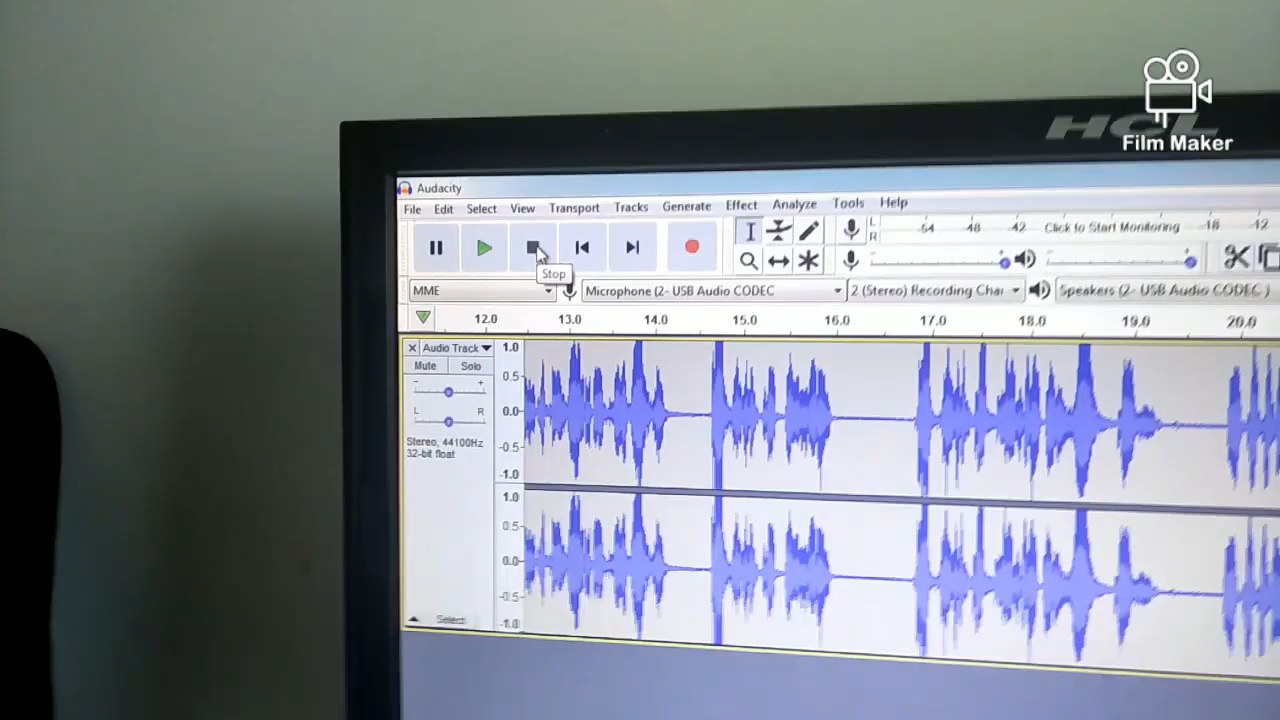 HCL
Film Maker
Audacity
File Edit Select View Transport Tracks Generate Effect Analyze Tools Help
L
R
-54 -48 -42 Click to Start Monitoring -18 -12
Stop
MME Microphone (2- USB Audio CODEC 2 (Stereo) Recording Char Speakers (2- USB Audio CODEC )
12.0 13.0 14.0 15.0 16.0 17.0 18.0 19.0 20.0
Audio Track 1.0
Mute Solo
0.5
- +
L R 0.0
Stereo, 44100Hz
32-bit float
-0.5
-1.0
1.0
0.5
0.0
-0.5
Select -1.0